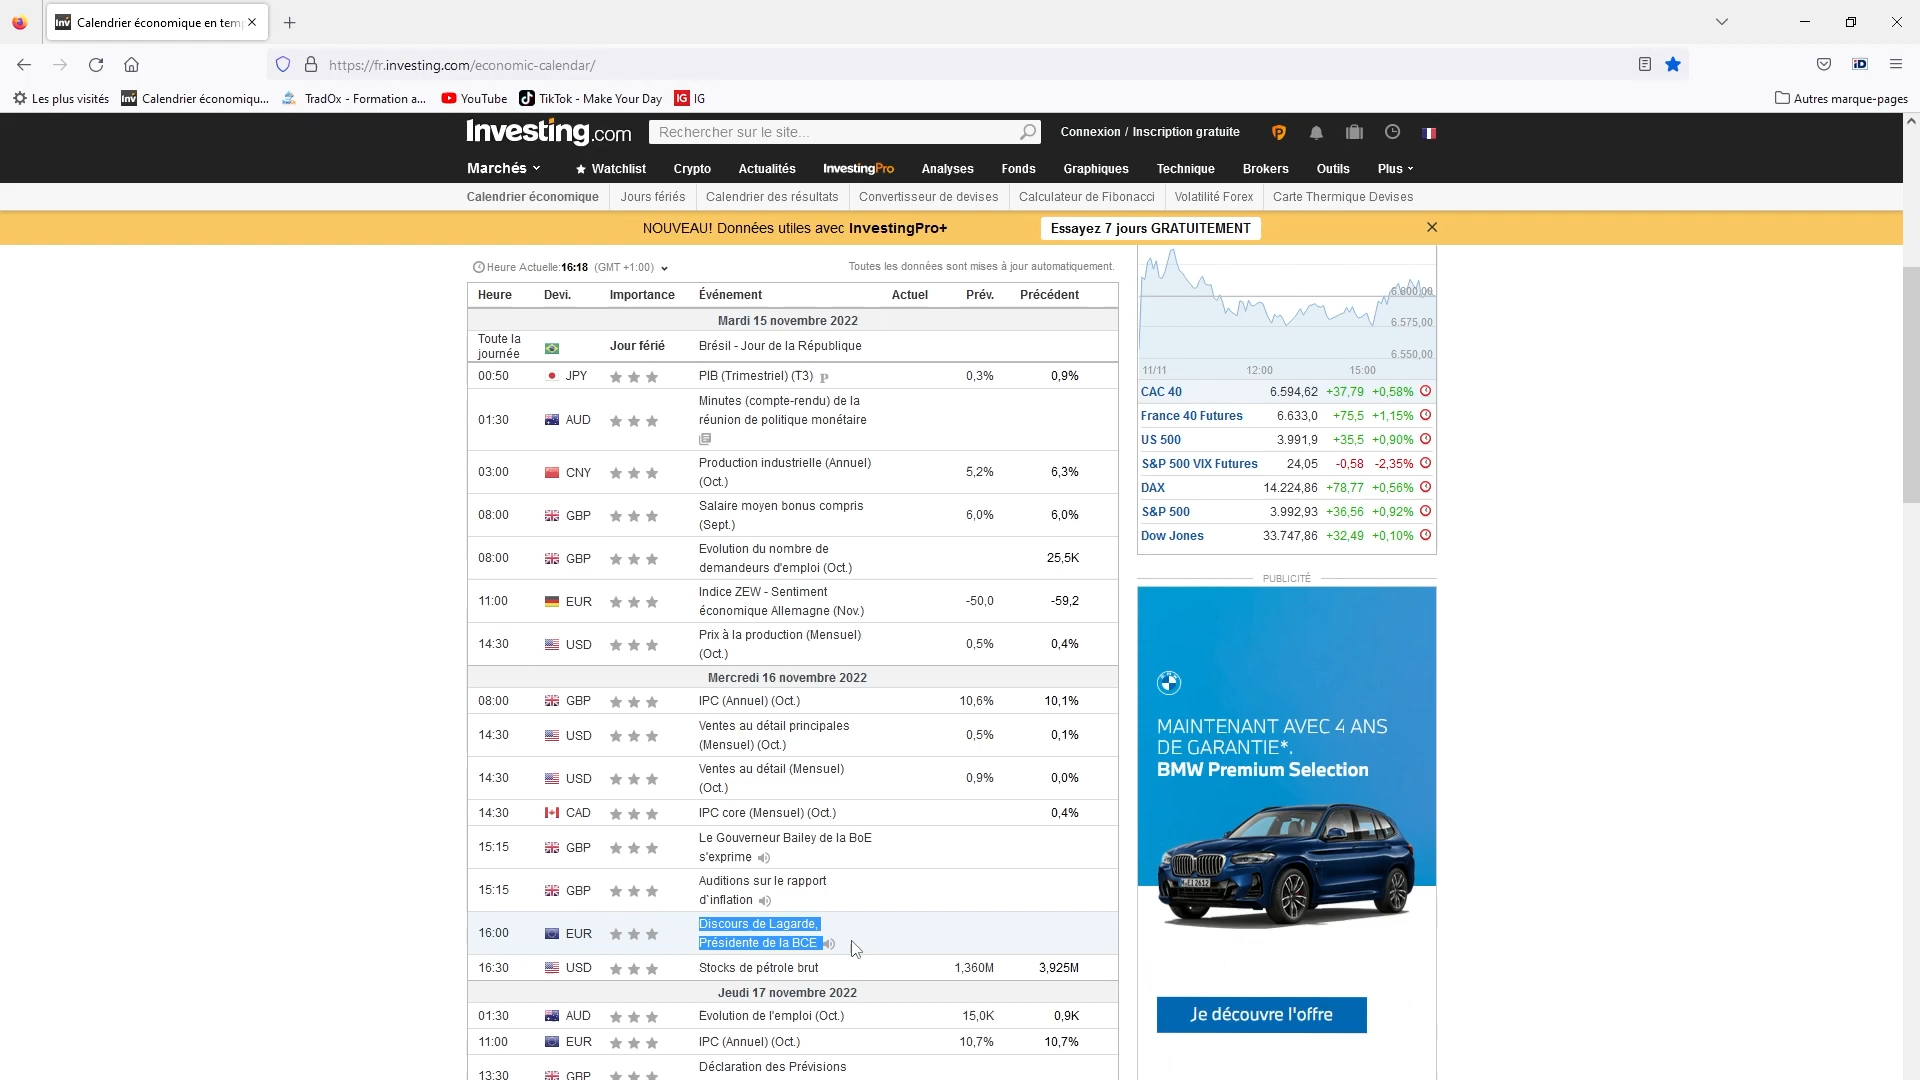 Calendrier économique en tem
https://fr.investing.com/economic-calendar/
Les plus visités
Calendrier économiqu...
TradOx - Formation a...
YouTube
TikTok - Make Your Day
IG IG
Autres marque-pages
Investing.com
Rechercher sur le site...
Connexion / Inscription gratuite
Marchés
Watchlist
Crypto
Actualités
InvestingPro
Analyses
Fonds
Graphiques
Technique
Brokers
Outils
Plus
Calendrier économique
Jours fériés
Calendrier des résultats
Convertisseur de devises
Calculateur de Fibonacci
Volatilité Forex
Carte Thermique Devises
NOUVEAU! Données utiles avec InvestingPro+
Essayez 7 jours GRATUITEMENT
Heure Actuelle:16:18 (GMT +1:00)
Toutes les données sont mises à jour automatiquement.
Heure Devi. Importance Événement Actuel Prév. Précédent
Mardi 15 novembre 2022
Toute la
journée
Jour férié Brésil - Jour de la République
00:50 JPY PIB (Trimestriel) (T3) P 0,3% 0,9%
01:30 AUD Minutes (compte-rendu) de la
réunion de politique monétaire
03:00 CNY Production industrielle (Annuel)
(Oct.) 5,2% 6,3%
08:00 GBP Salaire moyen bonus compris
(Sept.) 6,0% 6,0%
08:00 GBP Evolution du nombre de
demandeurs d'emploi (Oct.) 25,5K
11:00 EUR Indice ZEW - Sentiment
économique Allemagne (Nov.) -50,0 -59,2
14:30 USD Prix à la production (Mensuel)
(Oct.) 0,5% 0,4%
Mercredi 16 novembre 2022
08:00 GBP IPC (Annuel) (Oct.) 10,6% 10,1%
14:30 USD Ventes au détail principales
(Mensuel) (Oct.) 0,5% 0,1%
14:30 USD Ventes au détail (Mensuel)
(Oct.) 0,9% 0,0%
14:30 CAD IPC core (Mensuel) (Oct.) 0,4%
15:15 GBP Le Gouverneur Bailey de la BoE
s'exprime
15:15 GBP Auditions sur le rapport
d`inflation
16:00 EUR Discours de Lagarde,
Présidente de la BCE
16:30 USD Stocks de pétrole brut 1,360M 3,925M
Jeudi 17 novembre 2022
01:30 AUD Evolution de l'emploi (Oct.) 15,0K 0,9K
11:00 EUR IPC (Annuel) (Oct.) 10,7% 10,7%
13:30 GBP Déclaration des Prévisions
6.600,00
6.575,00
6.550,00
11/11 12:00 15:00
CAC 40 6.594,62 +37,79 +0,58%
France 40 Futures 6.633,0 +75,5 +1,15%
US 500 3.991,9 +35,5 +0,90%
S&P 500 VIX Futures 24,05 -0,58 -2,35%
DAX 14.224,86 +78,77 +0,56%
S&P 500 3.992,93 +36,56 +0,92%
Dow Jones 33.747,86 +32,49 +0,10%
PUBLICITÉ
MAINTENANT AVEC 4 ANS
DE GARANTIE*.
BMW Premium Selection
Je découvre l'offre